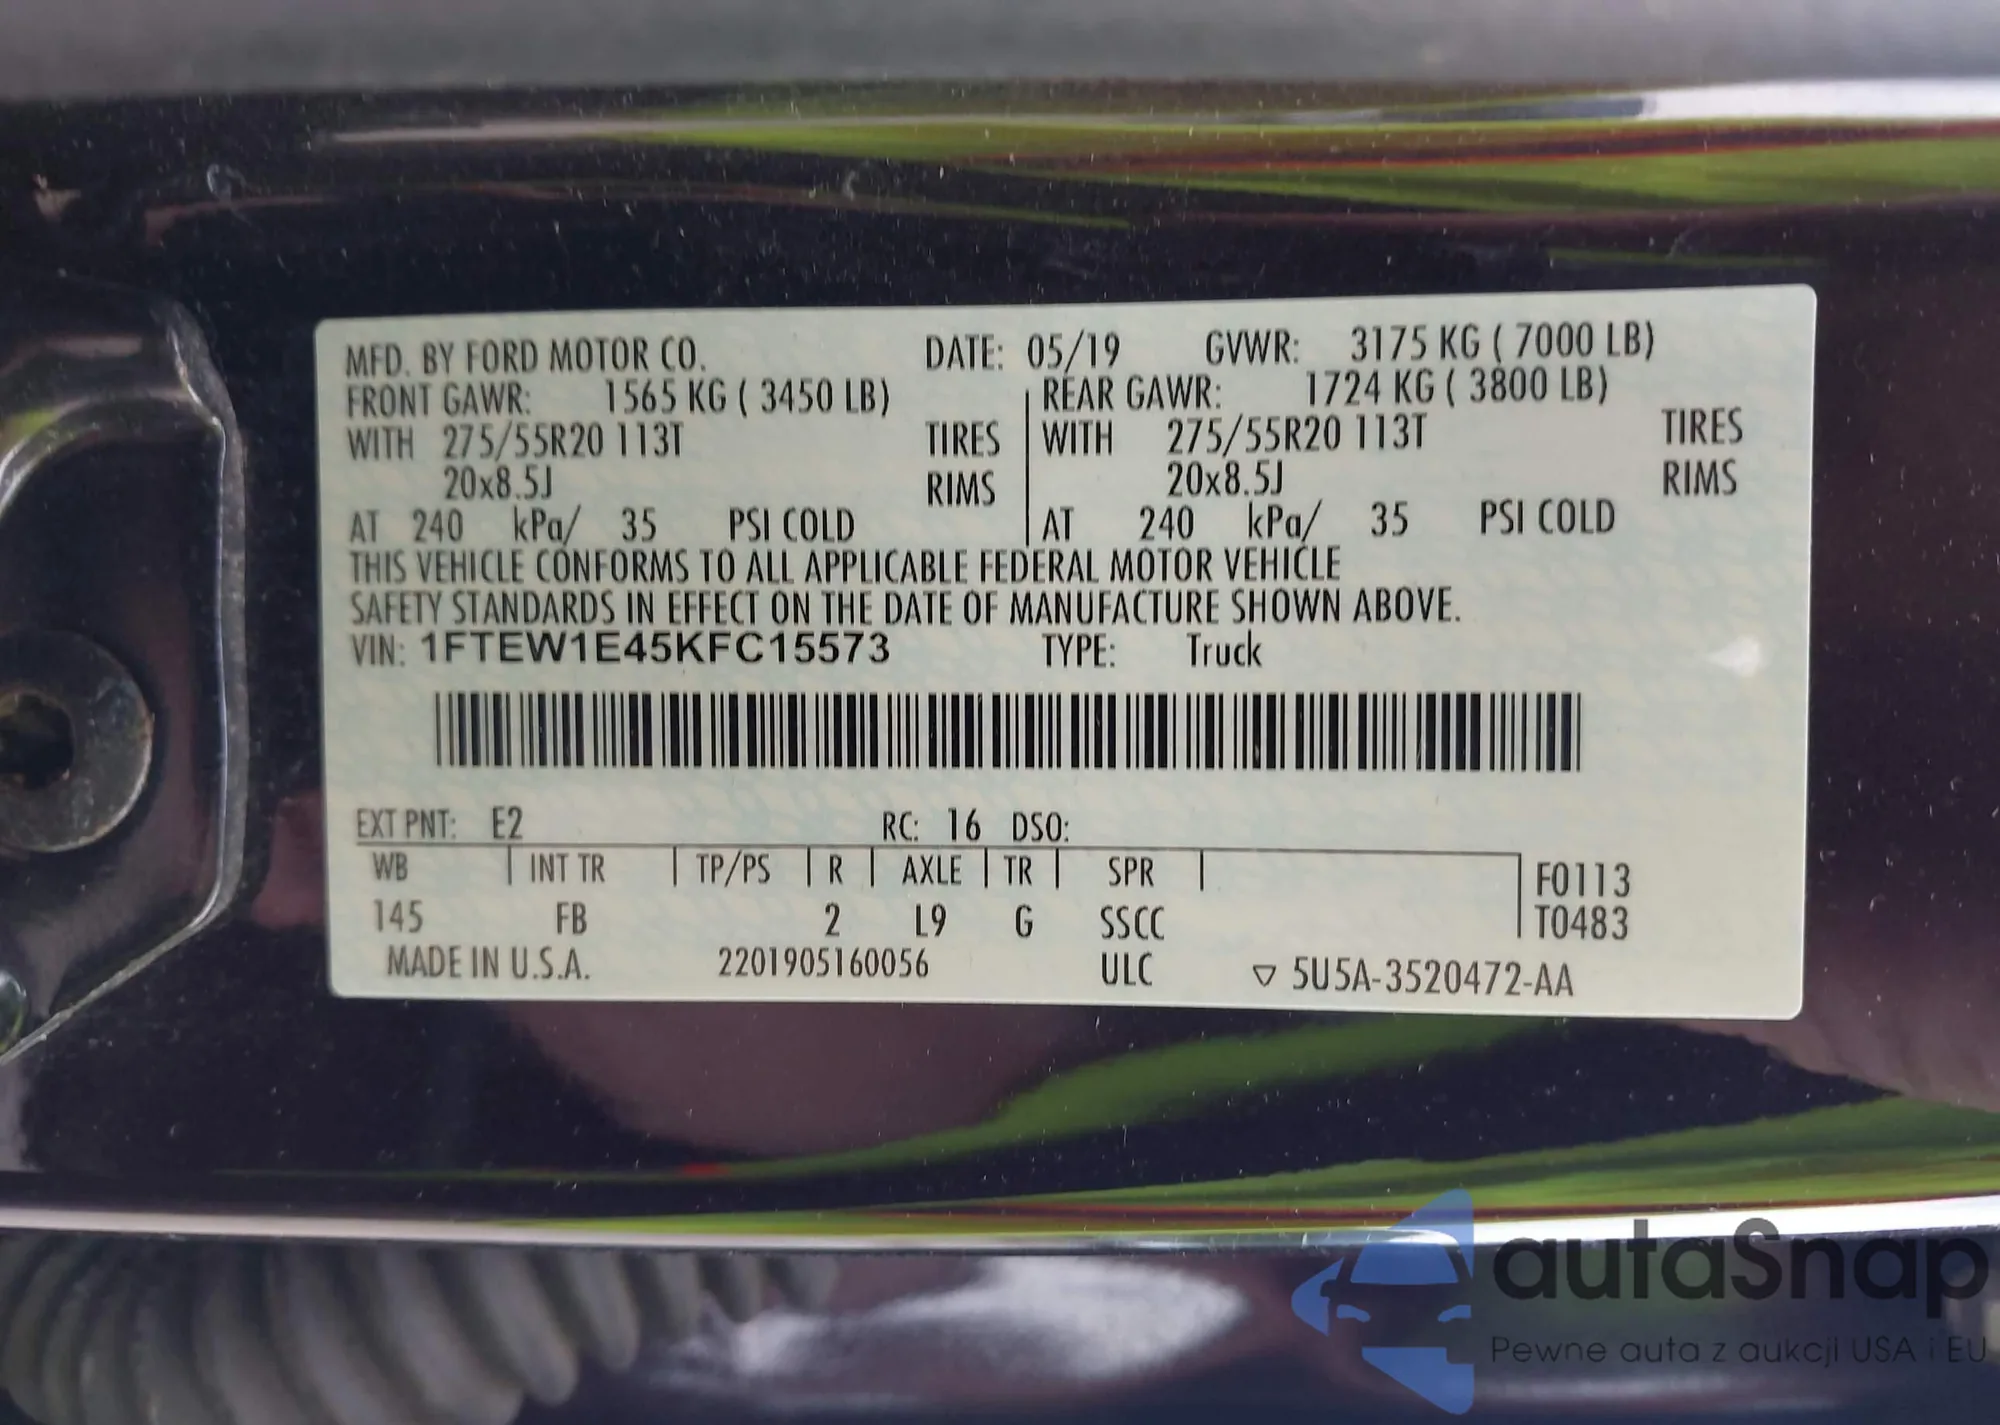 MFD. BY FORD MOTOR CO. DATE: 05/19 GVWR: 3175 KG ( 7000 LB)
FRONT GAWR: 1565 KG ( 3450 LB) REAR GAWR: 1724 KG ( 3800 LB)
WITH 275/55R20 113T TIRES WITH 275/55R20 113T TIRES
20x8.5J RIMS 20x8.5J RIMS
AT 240 kPa/ 35 PSI COLD AT 240 kPa/ 35 PSI COLD
THIS VEHICLE CONFORMS TO ALL APPLICABLE FEDERAL MOTOR VEHICLE
SAFETY STANDARDS IN EFFECT ON THE DATE OF MANUFACTURE SHOWN ABOVE.
VIN: 1FTEW1E45KFC15573 TYPE: Truck
EXT PNT: E2 RC: 16 DSO:
WB INT TR TP/PS R AXLE TR SPR F0113
145 FB 2 L9 G SSCC T0483
MADE IN U.S.A. 2201905160056 ULC ▽ 5U5A-3520472-AA
autaSnap
Pewne auta z aukcji USA i EU